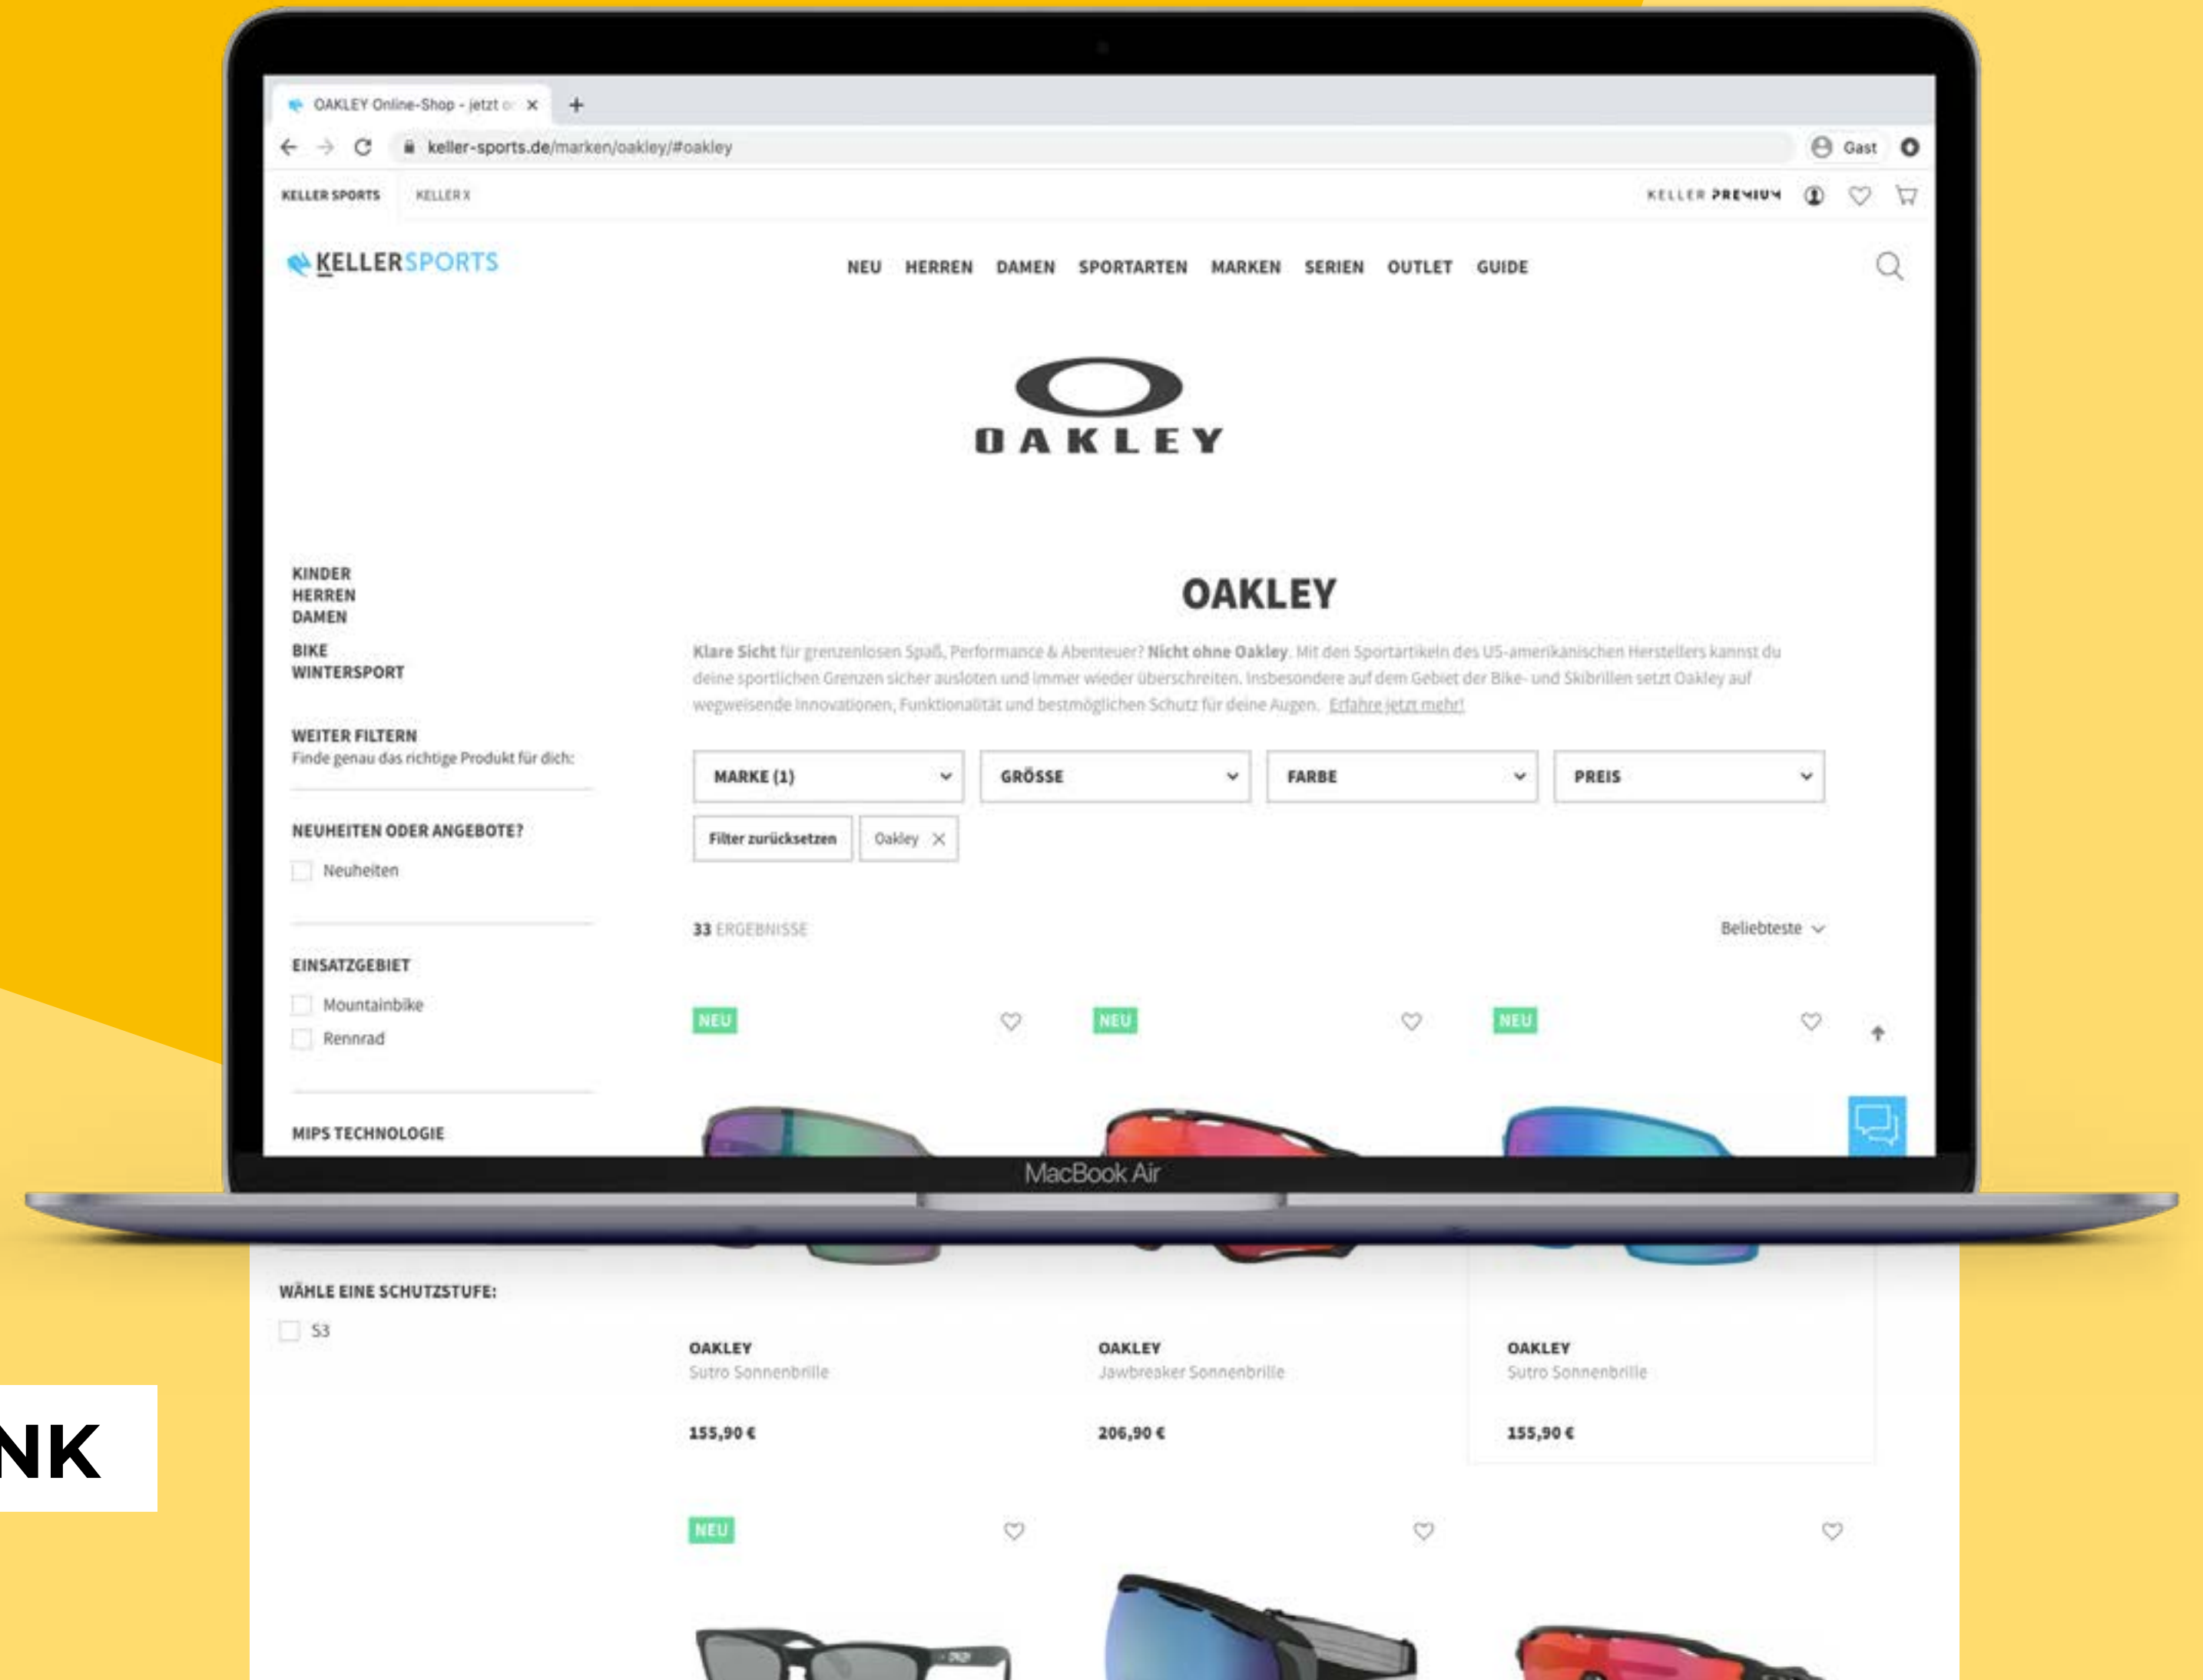 OAKLEY Online-Shop - jetzt o
keller-sports.de/marken/oakley/#oakley
Gast
KELLER SPORTS
KELLER X
KELLER PREMIUM
KELLERSPORTS
NEU HERREN DAMEN SPORTARTEN MARKEN SERIEN OUTLET GUIDE
OAKLEY
KINDER
HERREN
DAMEN
BIKE
WINTERSPORT
WEITER FILTERN
Finde genau das richtige Produkt für dich:
NEUHEITEN ODER ANGEBOTE?
Neuheiten
EINSATZGEBIET
Mountainbike
Rennrad
MIPS TECHNOLOGIE
OAKLEY
Klare Sicht für grenzenlosen Spaß, Performance & Abenteuer? Nicht ohne Oakley. Mit den Sportartikeln des US-amerikanischen Herstellers kannst du
deine sportlichen Grenzen sicher ausloten und immer wieder überschreiten. Insbesondere auf dem Gebiet der Bike- und Skibrillen setzt Oakley auf
wegweisende Innovationen, Funktionalität und bestmöglichen Schutz für deine Augen. Erfahre jetzt mehr!
MARKE (1)
GRÖSSE
FARBE
PREIS
Filter zurücksetzen
Oakley
33 ERGEBNISSE
Beliebteste
NEU
NEU
NEU
MacBook Air
WÄHLE EINE SCHUTZSTUFE:
S3
OAKLEY
Sutro Sonnenbrille
155,90 €
OAKLEY
Jawbreaker Sonnenbrille
206,90 €
OAKLEY
Sutro Sonnenbrille
155,90 €
NK
NEU